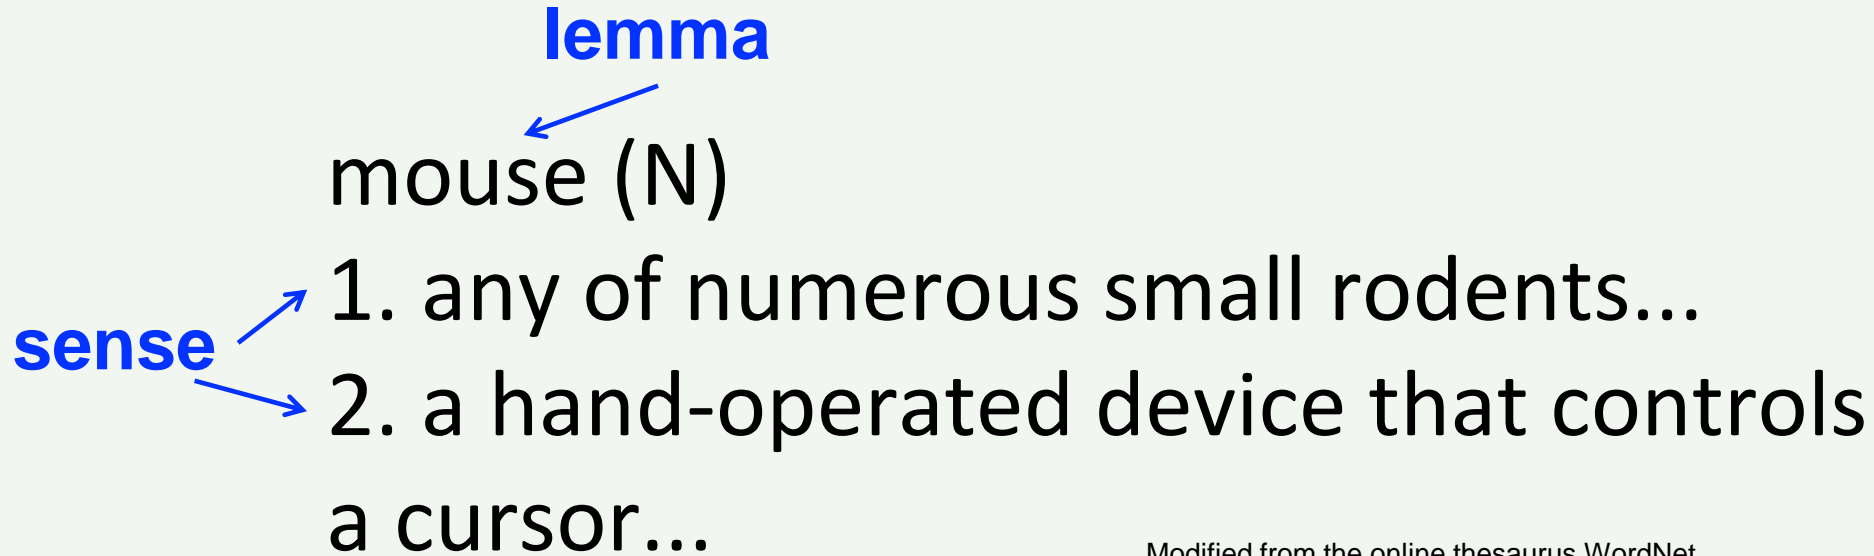 lemma
mouse (N)
1. any of numerous small rodents...
sense
2. a hand-operated device that controls
a cursor...
Modified from the online thesaurus WordNet